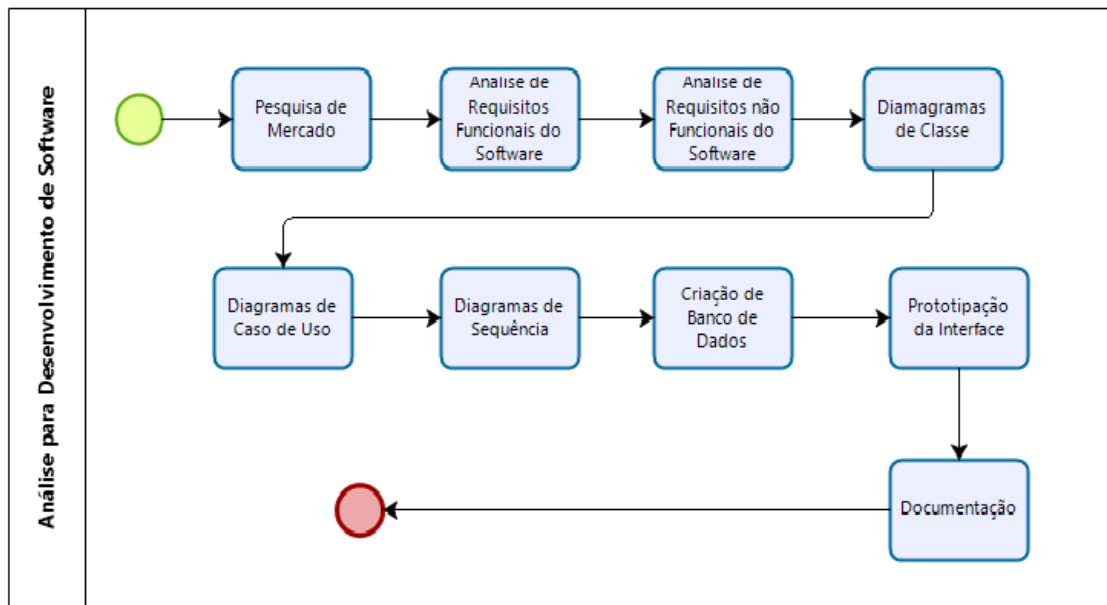 Análise para Desenvolvimento de Software
Pesquisa de
Mercado
Análise de
Requisitos
Funcionais do
Software
Análise de
Requisitos não
Funcionais do
Software
Diamagramas
de Classe
Diagramas de
Caso de Uso
Diagramas de
Sequência
Criação de
Banco de
Dados
Prototipação
da Interface
Documentação